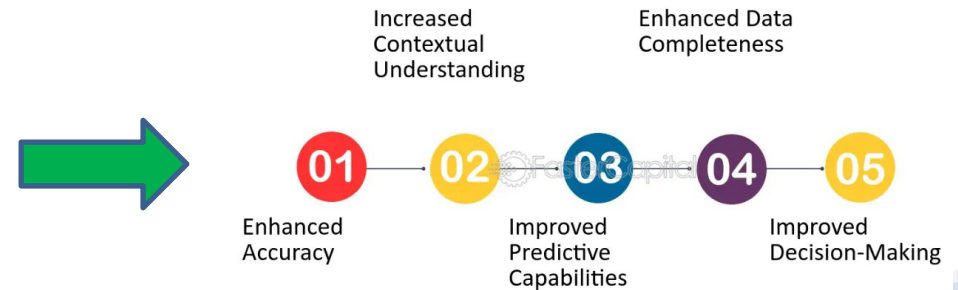 Increased
Contextual
Understanding
Enhanced Data
Completeness
01
02
03
04
05
FasterCapital
Enhanced
Accuracy
Improved
Predictive
Capabilities
Improved
Decision-Making